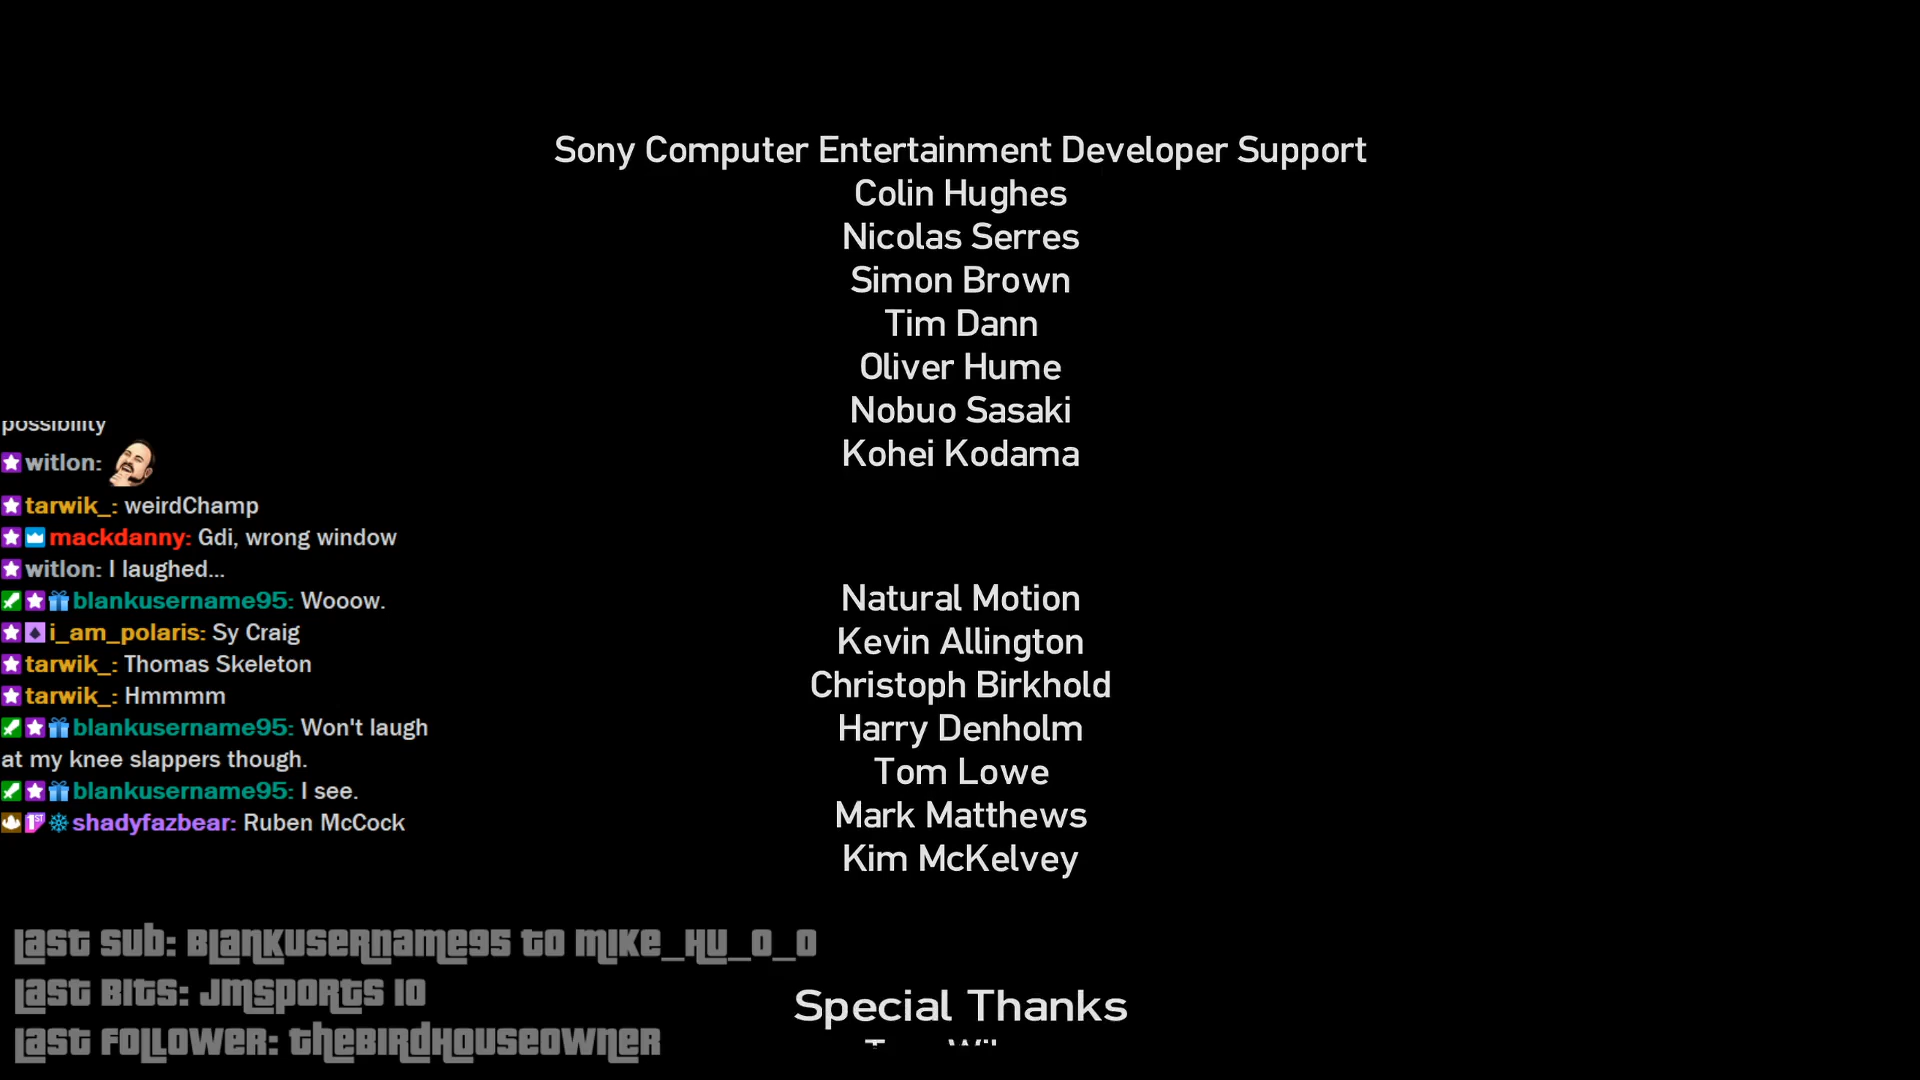 Sony Computer Entertainment Developer Support
Colin Hughes
Nicolas Serres
Simon Brown
Tim Dann
Oliver Hume
Nobuo Sasaki
Kohei Kodama
Natural Motion
Kevin Allington
Christoph Birkhold
Harry Denholm
Tom Lowe
Mark Matthews
Kim McKelvey
Special Thanks
possibility
witlon:
tarwik_: weirdChamp
mackdanny: Gdi, wrong window
witlon: I laughed...
blankusername95: Wooow.
i_am_polaris: Sy Craig
tarwik_: Thomas Skeleton
tarwik_: Hmmmm
blankusername95: Won't laugh
at my knee slappers though.
blankusername95: I see.
1ST shadyfazbear: Ruben McCock
Last sub: Blankusername95 to mike_hu_o_o
Last Bits: Jmsports 10
Last follower: theBirdhouseowner